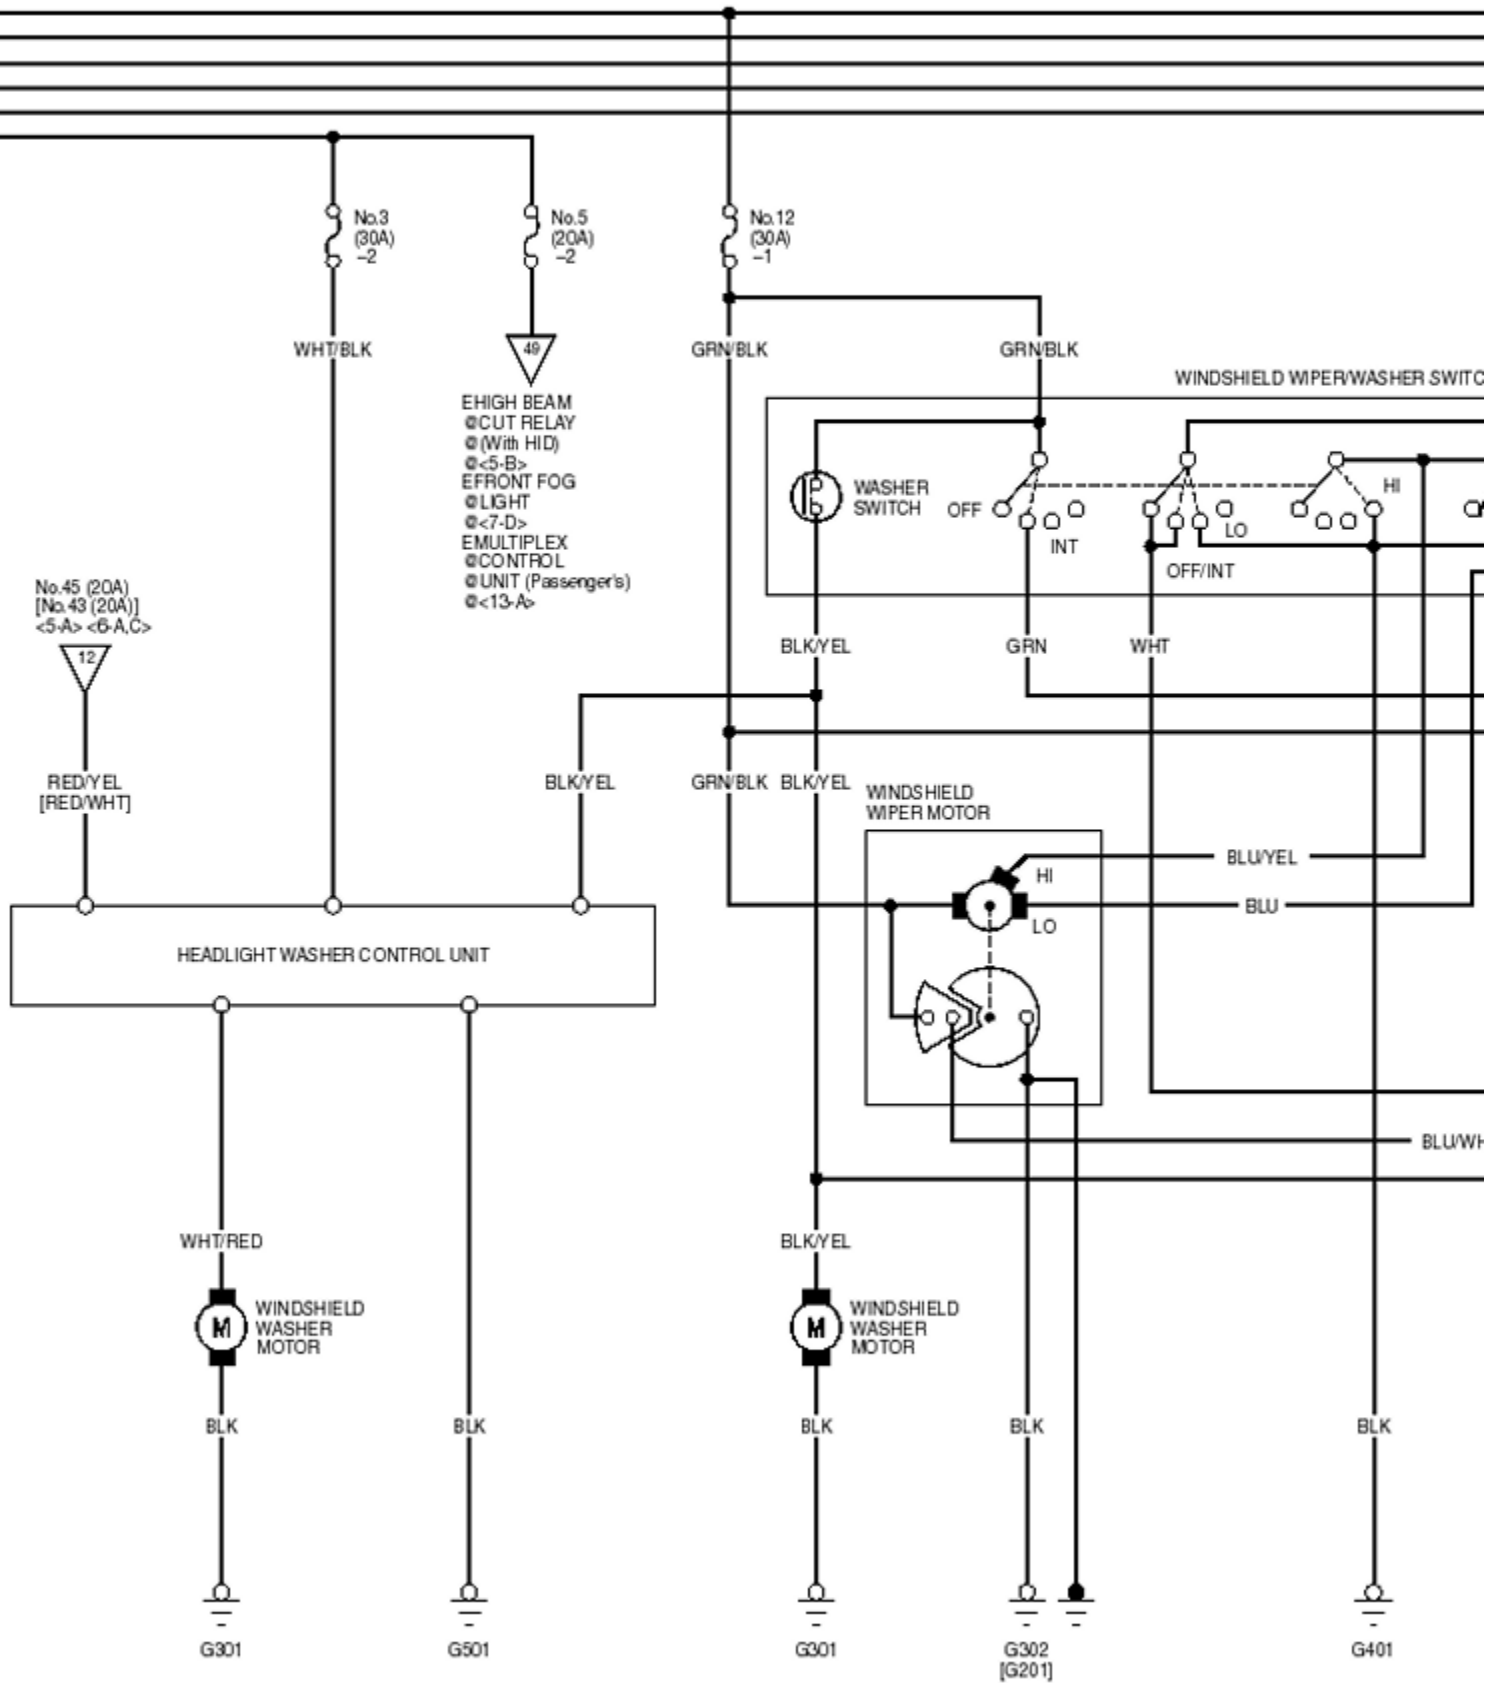 No.3
(30A)
–2
No.5
(20A)
–2
No.12
(30A)
–1
WHT/BLK
49
GRN/BLK
GRN/BLK
WINDSHIELD WIPER/WASHER SWITC
EHIGH BEAM
@CUT RELAY
@(With HID)
@<5-B>
EFRONT FOG
@LIGHT
@<7-D>
EMULTIPLEX
@CONTROL
@UNIT (Passenger's)
@<13-A>
WASHER
SWITCH
OFF
INT
LO
OFF/INT
HI
No.45 (20A)
[No.43 (20A)]
<5-A> <6-A,C>
12
BLK/YEL
GRN
WHT
RED/YEL
[RED/WHT]
BLK/YEL
GRN/BLK
BLK/YEL
WINDSHIELD
WIPER MOTOR
BLU/YEL
HI
BLU
LO
HEADLIGHT WASHER CONTROL UNIT
BLU/WH
WHT/RED
BLK/YEL
M
WINDSHIELD
WASHER
MOTOR
M
WINDSHIELD
WASHER
MOTOR
BLK
BLK
BLK
BLK
BLK
G301
G501
G301
G302
[G201]
G401